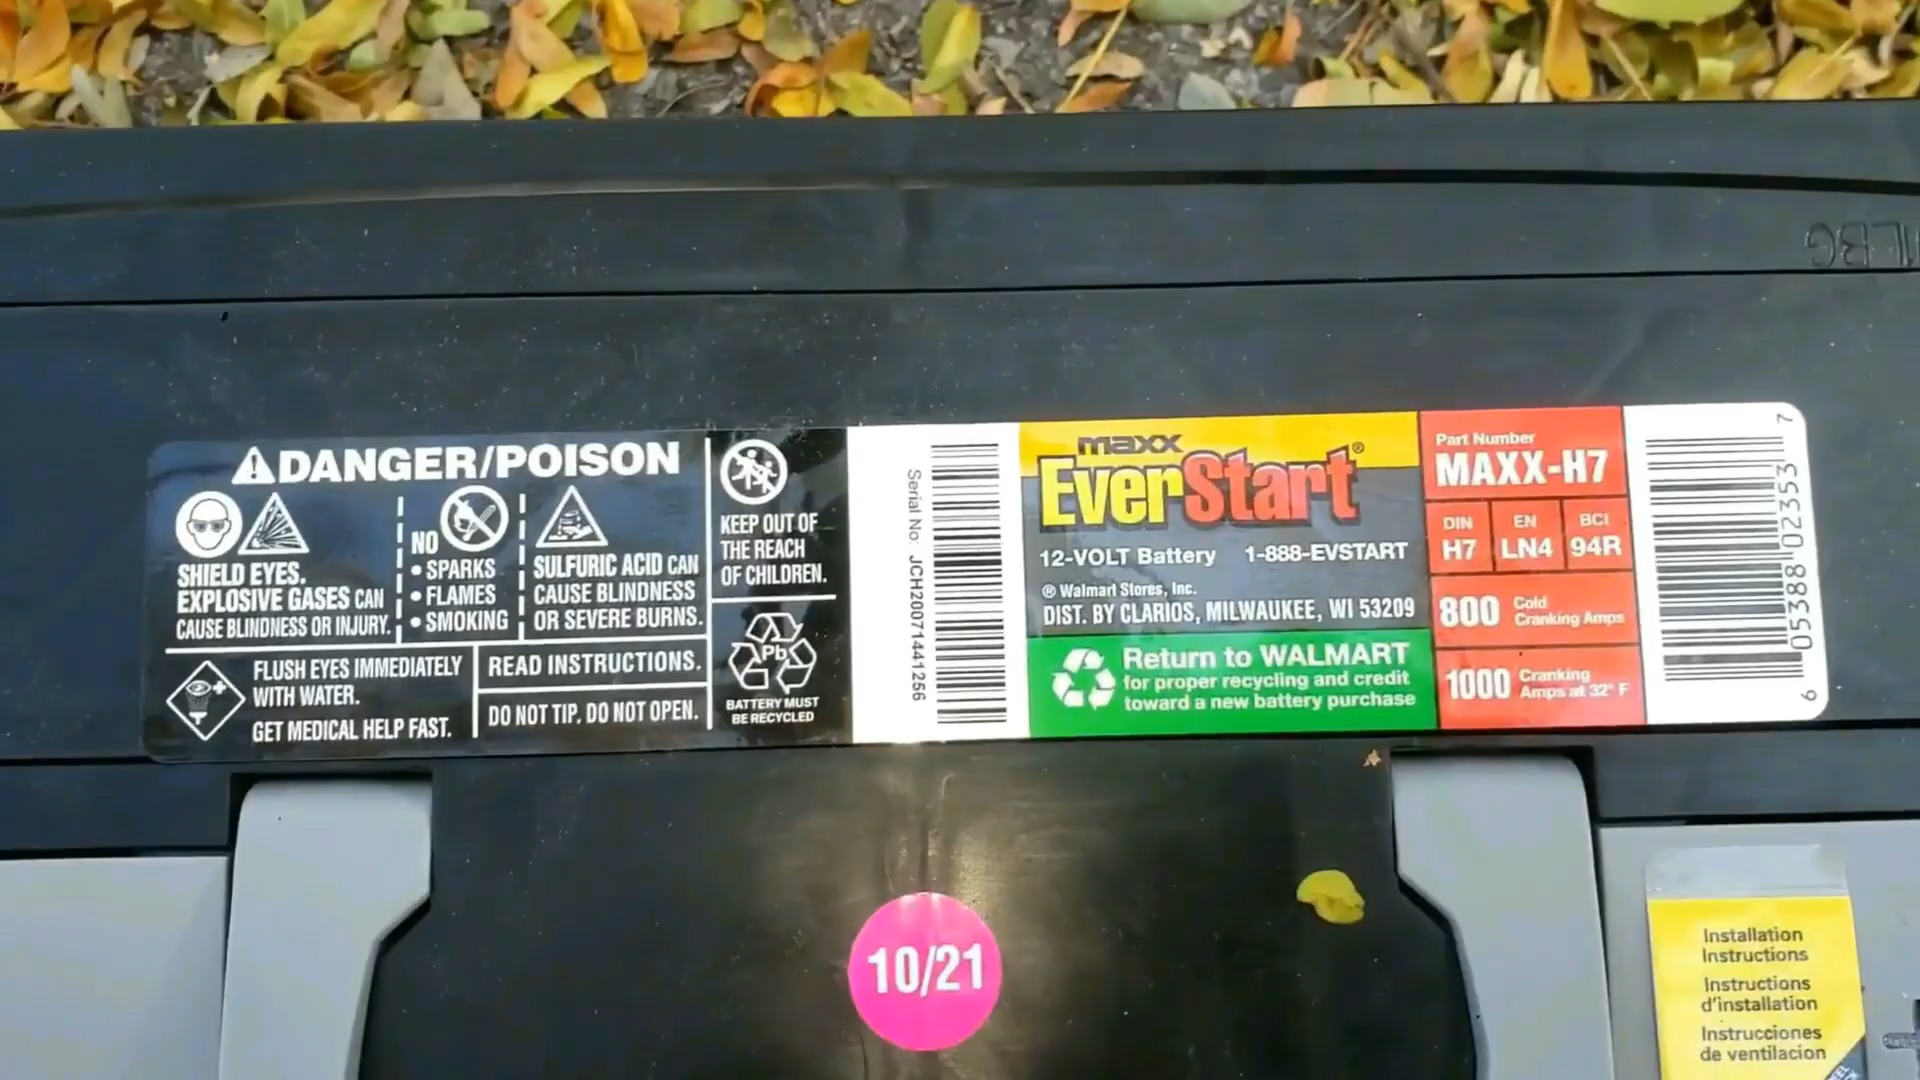 DANGER/POISON
SHIELD EYES.
EXPLOSIVE GASES CAN
CAUSE BLINDNESS OR INJURY.
NO
• SPARKS
• FLAMES
• SMOKING
SULFURIC ACID CAN
CAUSE BLINDNESS
OR SEVERE BURNS.
FLUSH EYES IMMEDIATELY
WITH WATER.
GET MEDICAL HELP FAST.
READ INSTRUCTIONS.
DO NOT TIP. DO NOT OPEN.
KEEP OUT OF
THE REACH
OF CHILDREN.
Pb
BATTERY MUST
BE RECYCLED
Serial No: JCH20071441256
maxx
EverStart®
12-VOLT Battery 1-888-EVSTART
® Walmart Stores, Inc.
DIST. BY CLARIOS, MILWAUKEE, WI 53209
Return to WALMART
for proper recycling and credit
toward a new battery purchase
Part Number
MAXX-H7
DIN
H7
EN
LN4
BCI
94R
800 Cold
Cranking Amps
1000 Cranking
Amps at 32° F
6 05388 02353 7
10/21
Installation
Instructions
Instructions
d'installation
Instrucciones
de ventilacion